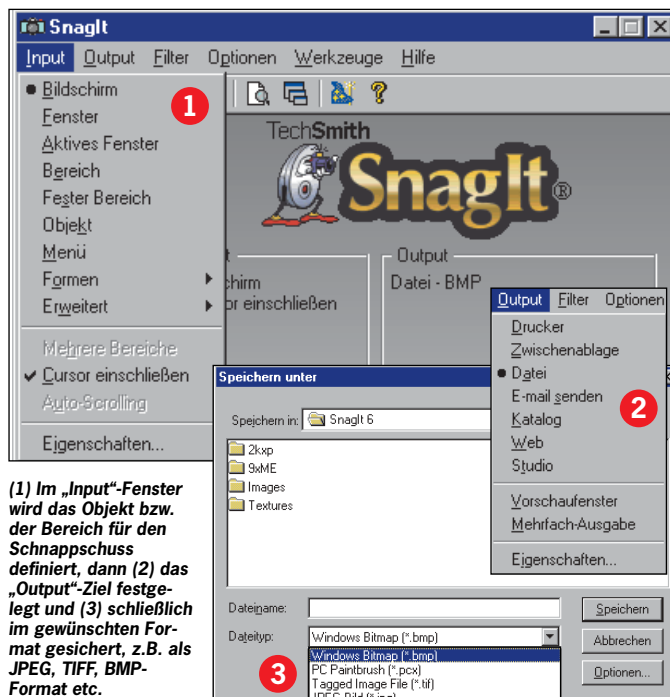 SnagIt
Input Output Filter Optionen Werkzeuge Hilfe
Bildschirm
Fenster
Aktives Fenster
Bereich
Fester Bereich
Objekt
Menü
Formen
Erweitert
Mehrere Bereiche
Cursor einschließen
Auto-Scrolling
Eigenschaften...
1
TechSmith
SnagIt®
t
chirm
or einschließen
Output
Datei - BMP
Output Filter Optionen
Drucker
Zwischenablage
Datei
E-mail senden
Katalog
Web
Studio
Vorschaufenster
Mehrfach-Ausgabe
Eigenschaften...
2
Speichern unter
Speichern in: SnagIt 6
2kxp
9xME
Images
Textures
Dateiname:
Speichern
Dateityp: Windows Bitmap (*.bmp)
Abbrechen
Windows Bitmap (*.bmp)
PC Paintbrush (*.pcx)
Tagged Image File (*.tif)
JPEG-Bild (*.jpg)
Optionen...
3
(1) Im „Input“-Fenster
wird das Objekt bzw.
der Bereich für den
Schnappschuss
definiert, dann (2) das
„Output“-Ziel festge-
legt und (3) schließlich
im gewünschten For-
mat gesichert, z.B. als
JPEG, TIFF, BMP-
Format etc.